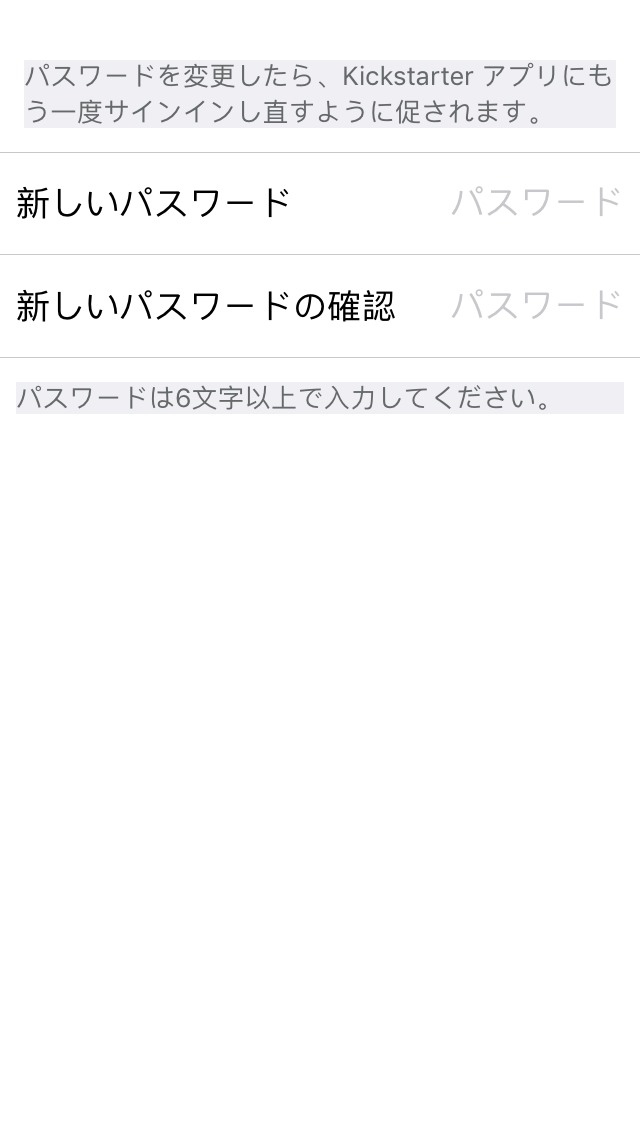 パスワードを変更したら、Kickstarter アプリにも
う一度サインインし直すように促されます。
新しいパスワード パスワード
新しいパスワードの確認 パスワード
パスワードは6文字以上で入力してください。